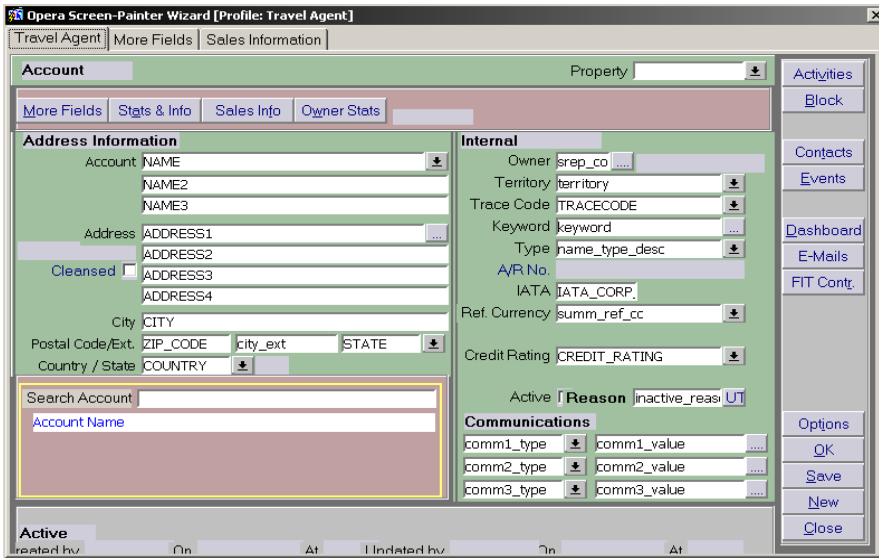 Opera Screen-Painter Wizard [Profile: Travel Agent]
Travel Agent More Fields Sales Information
Account Property
More Fields Stats & Info Sales Info Owner Stats
Address Information
Account NAME
NAME2
NAME3
Address ADDRESS1
ADDRESS2
Cleansed ADDRESS3
ADDRESS4
City CITY
Postal Code/Ext. ZIP_CODE city_ext STATE
Country / State COUNTRY
Search Account
Account Name
Internal
Owner srep_co
Territory territory
Trace Code TRACECODE
Keyword keyword
Type name_type_desc
A/R No.
IATA IATA_CORP_
Ref. Currency summ_ref_cc
Credit Rating CREDIT_RATING
Active Reason inactive_reas UT
Communications
comm1_type comm1_value
comm2_type comm2_value
comm3_type comm3_value
Active
reated by On At Updated by On At
Activities
Block
Contacts
Events
Dashboard
E-Mails
FIT Contr.
Options
OK
Save
New
Close